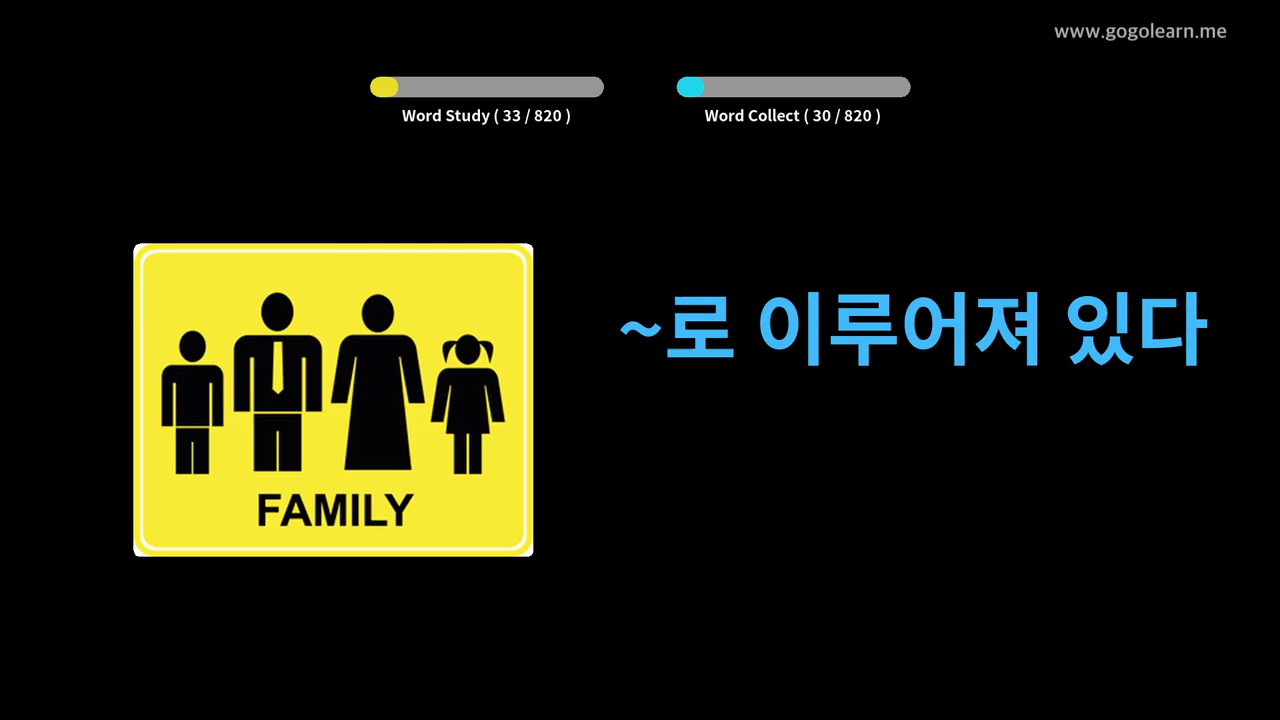 www.gogolearn.me
Word Study ( 33 / 820 )
Word Collect ( 30 / 820 )
~로 이루어져 있다
FAMILY